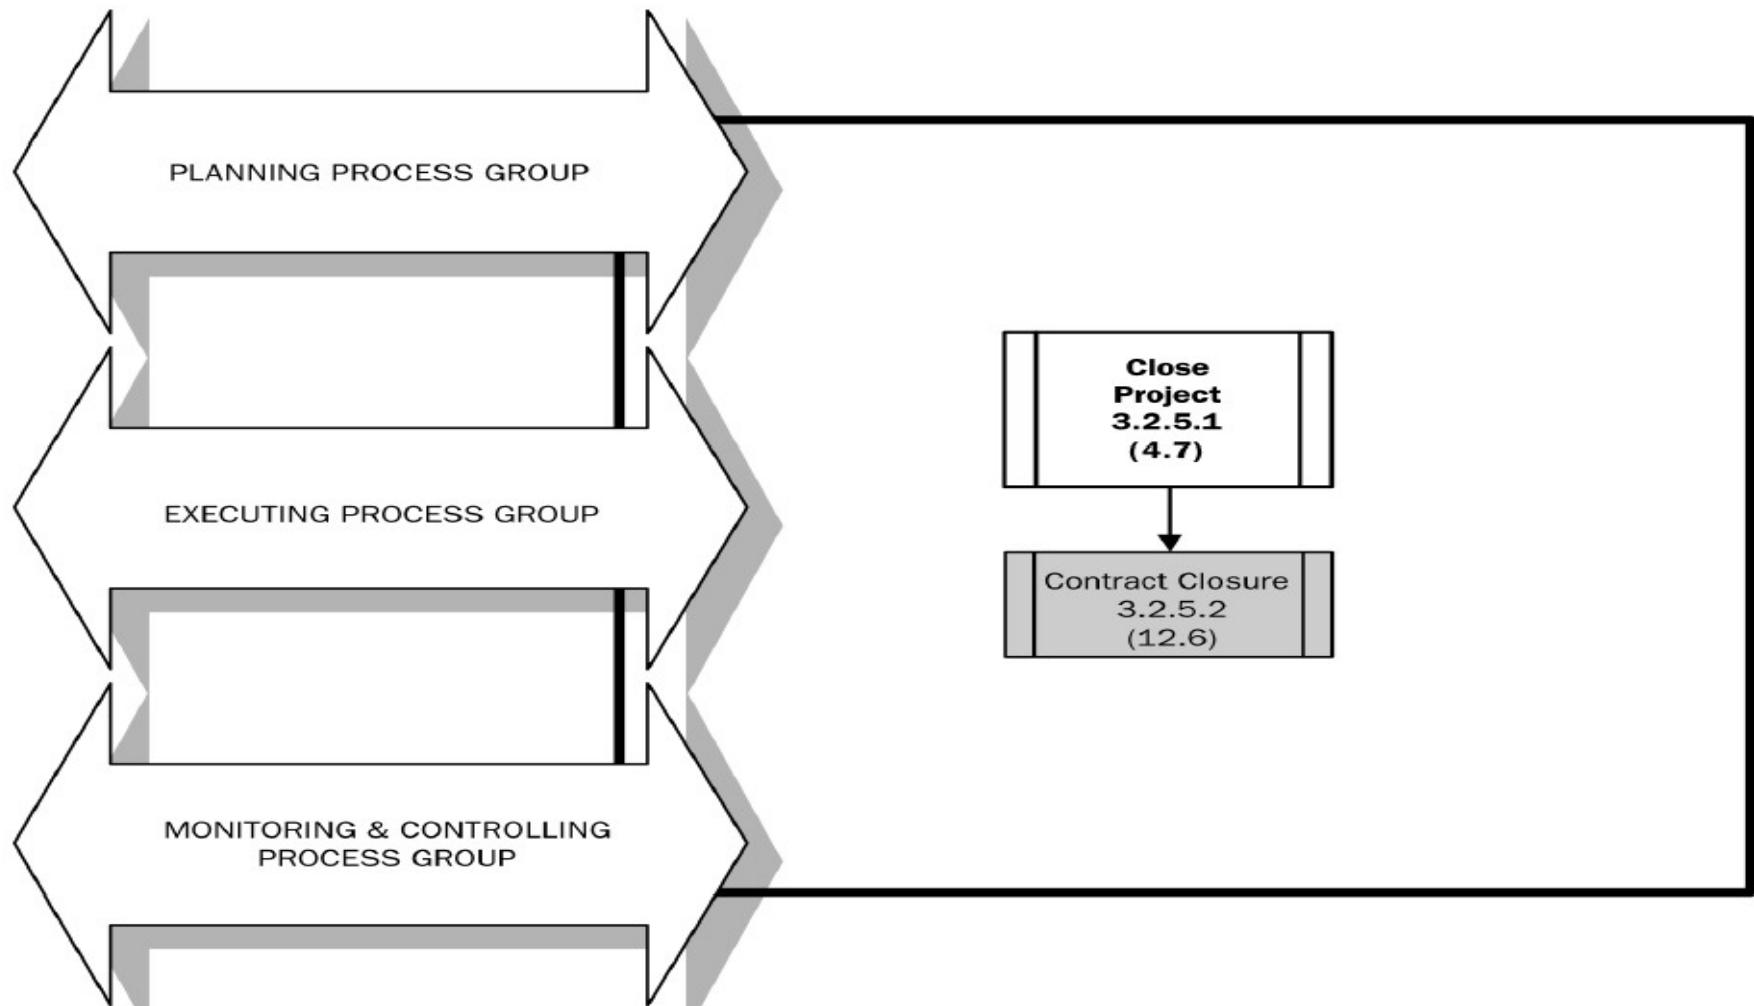 PLANNING PROCESS GROUP
EXECUTING PROCESS GROUP
MONITORING & CONTROLLING
PROCESS GROUP
Close
Project
3.2.5.1
(4.7)
Contract Closure
3.2.5.2
(12.6)